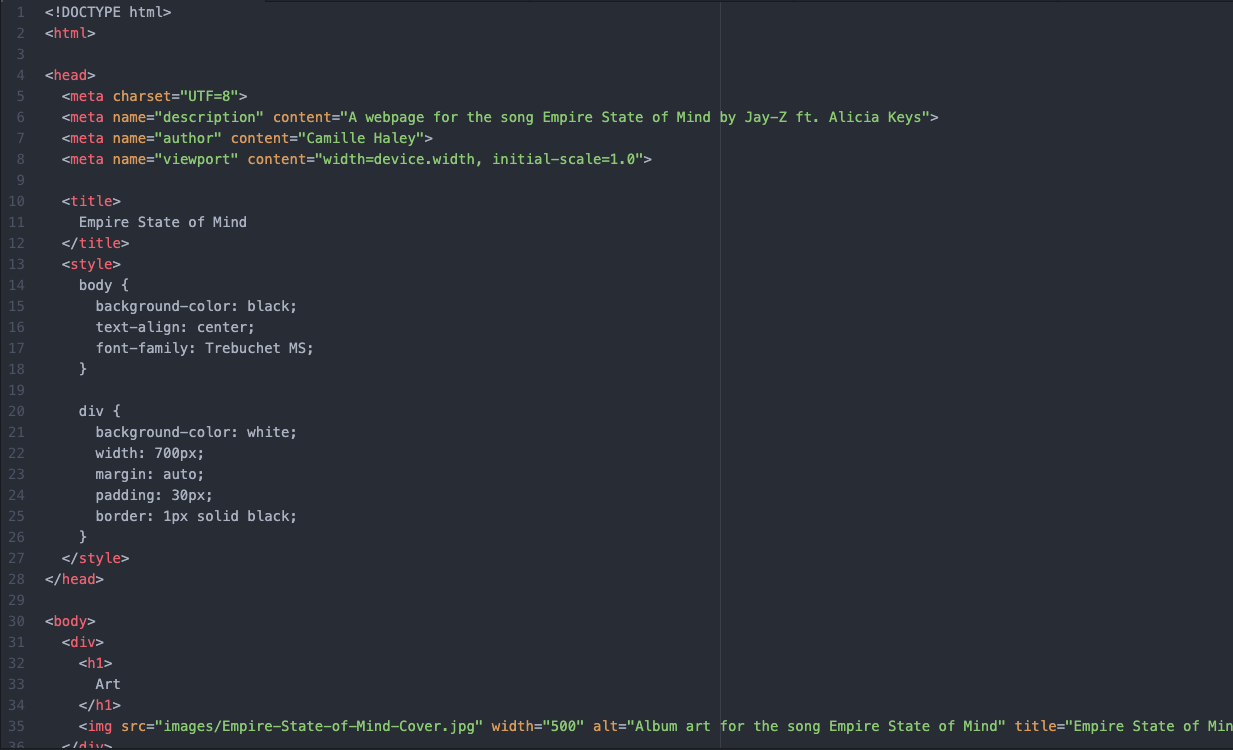 1 <!DOCTYPE html>
2 <html>
3
4 <head>
5 <meta charset="UTF=8">
6 <meta name="description" content="A webpage for the song Empire State of Mind by Jay-Z ft. Alicia Keys">
7 <meta name="author" content="Camille Haley">
8 <meta name="viewport" content="width=device.width, initial-scale=1.0">
9
10 <title>
11 Empire State of Mind
12 </title>
13 <style>
14 body {
15 background-color: black;
16 text-align: center;
17 font-family: Trebuchet MS;
18 }
19
20 div {
21 background-color: white;
22 width: 700px;
23 margin: auto;
24 padding: 30px;
25 border: 1px solid black;
26 }
27 </style>
28 </head>
29
30 <body>
31 <div>
32 <h1>
33 Art
34 </h1>
35 <img src="images/Empire-State-of-Mind-Cover.jpg" width="500" alt="Album art for the song Empire State of Mind" title="Empire State of Min
36 </div>